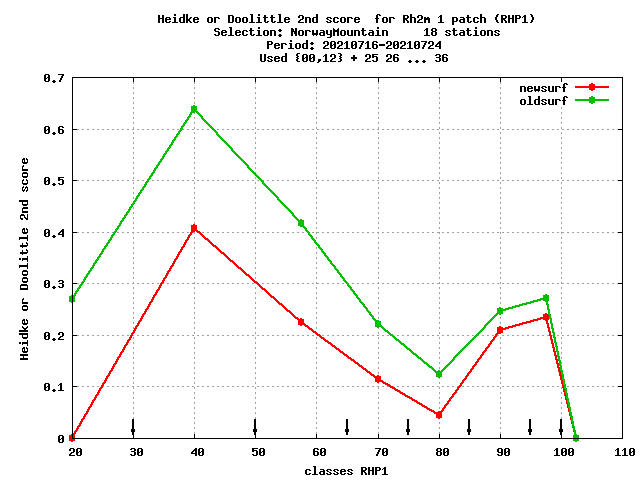 Heidke or Doolittle 2nd score  for Rh2m 1 patch (RHP1)
Selection: NorwayMountain     18 stations
Period: 20210716-20210724
Used {00,12} + 25 26 ... 36
newsurf
oldsurf
0.7
0.6
0.5
0.4
0.3
0.2
0.1
0
Heidke or Doolittle 2nd score
20 30 40 50 60 70 80 90 100 110
classes RHP1